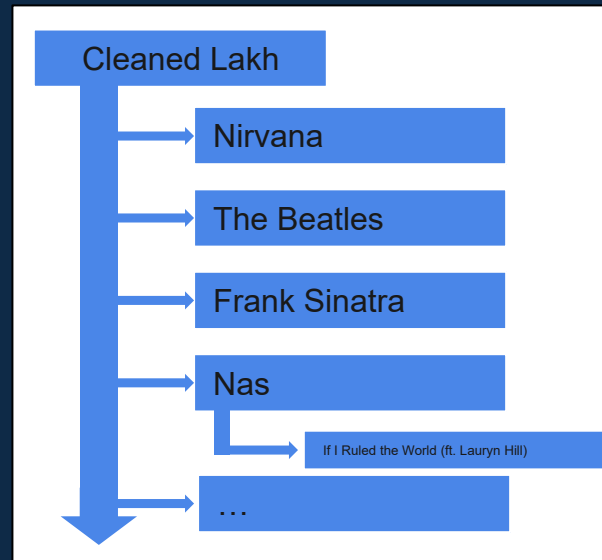 Cleaned Lakh
Nirvana
The Beatles
Frank Sinatra
Nas
If I Ruled the World (ft. Lauryn Hill)
…